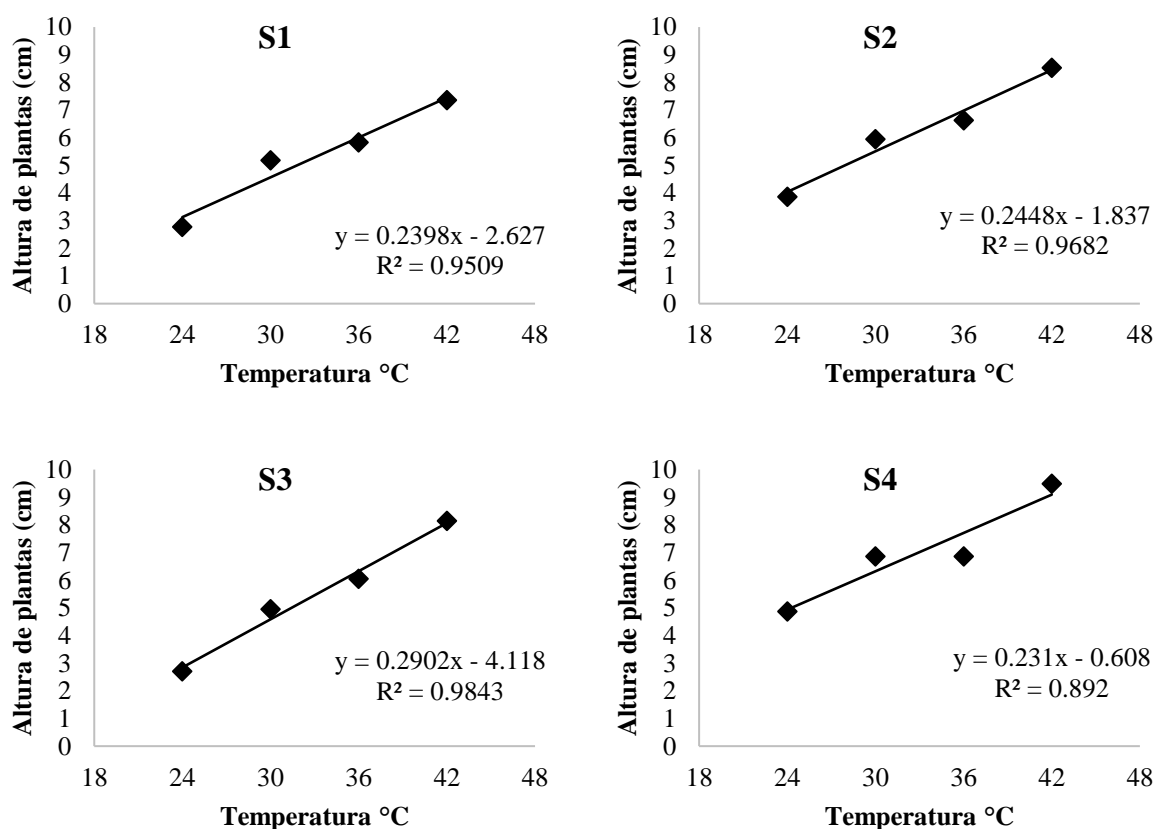 S1
Altura de plantas (cm)
10
9
8
7
6
5
4
3
2
1
0
y = 0.2398x - 2.627
R² = 0.9509
18 24 30 36 42 48
Temperatura °C
S2
Altura de plantas (cm)
10
9
8
7
6
5
4
3
2
1
0
y = 0.2448x - 1.837
R² = 0.9682
18 24 30 36 42 48
Temperatura °C
S3
Altura de plantas (cm)
10
9
8
7
6
5
4
3
2
1
0
y = 0.2902x - 4.118
R² = 0.9843
18 24 30 36 42 48
Temperatura °C
S4
Altura de plantas (cm)
10
9
8
7
6
5
4
3
2
1
0
y = 0.231x - 0.608
R² = 0.892
18 24 30 36 42 48
Temperatura °C